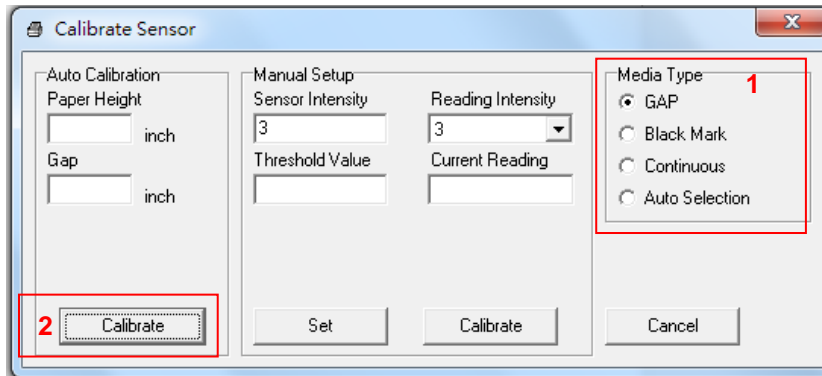 Calibrate Sensor
x
Auto Calibration
Paper Height
inch
Gap
inch
2
Calibrate
Manual Setup
Sensor Intensity
Reading Intensity
3
3
Threshold Value
Current Reading
Set
Calibrate
Media Type
1
GAP
Black Mark
Continuous
Auto Selection
Cancel